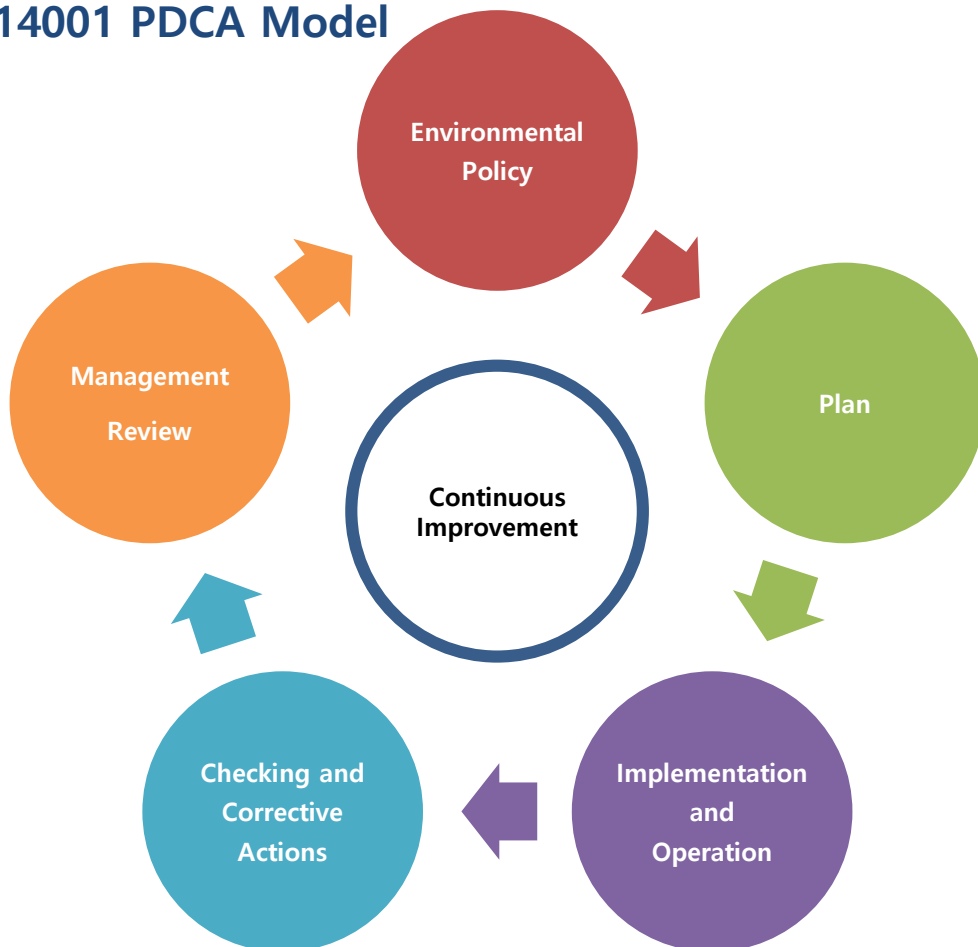 14001 PDCA Model
Environmental
Policy
Plan
Implementation
and
Operation
Checking and
Corrective
Actions
Management
Review
Continuous
Improvement